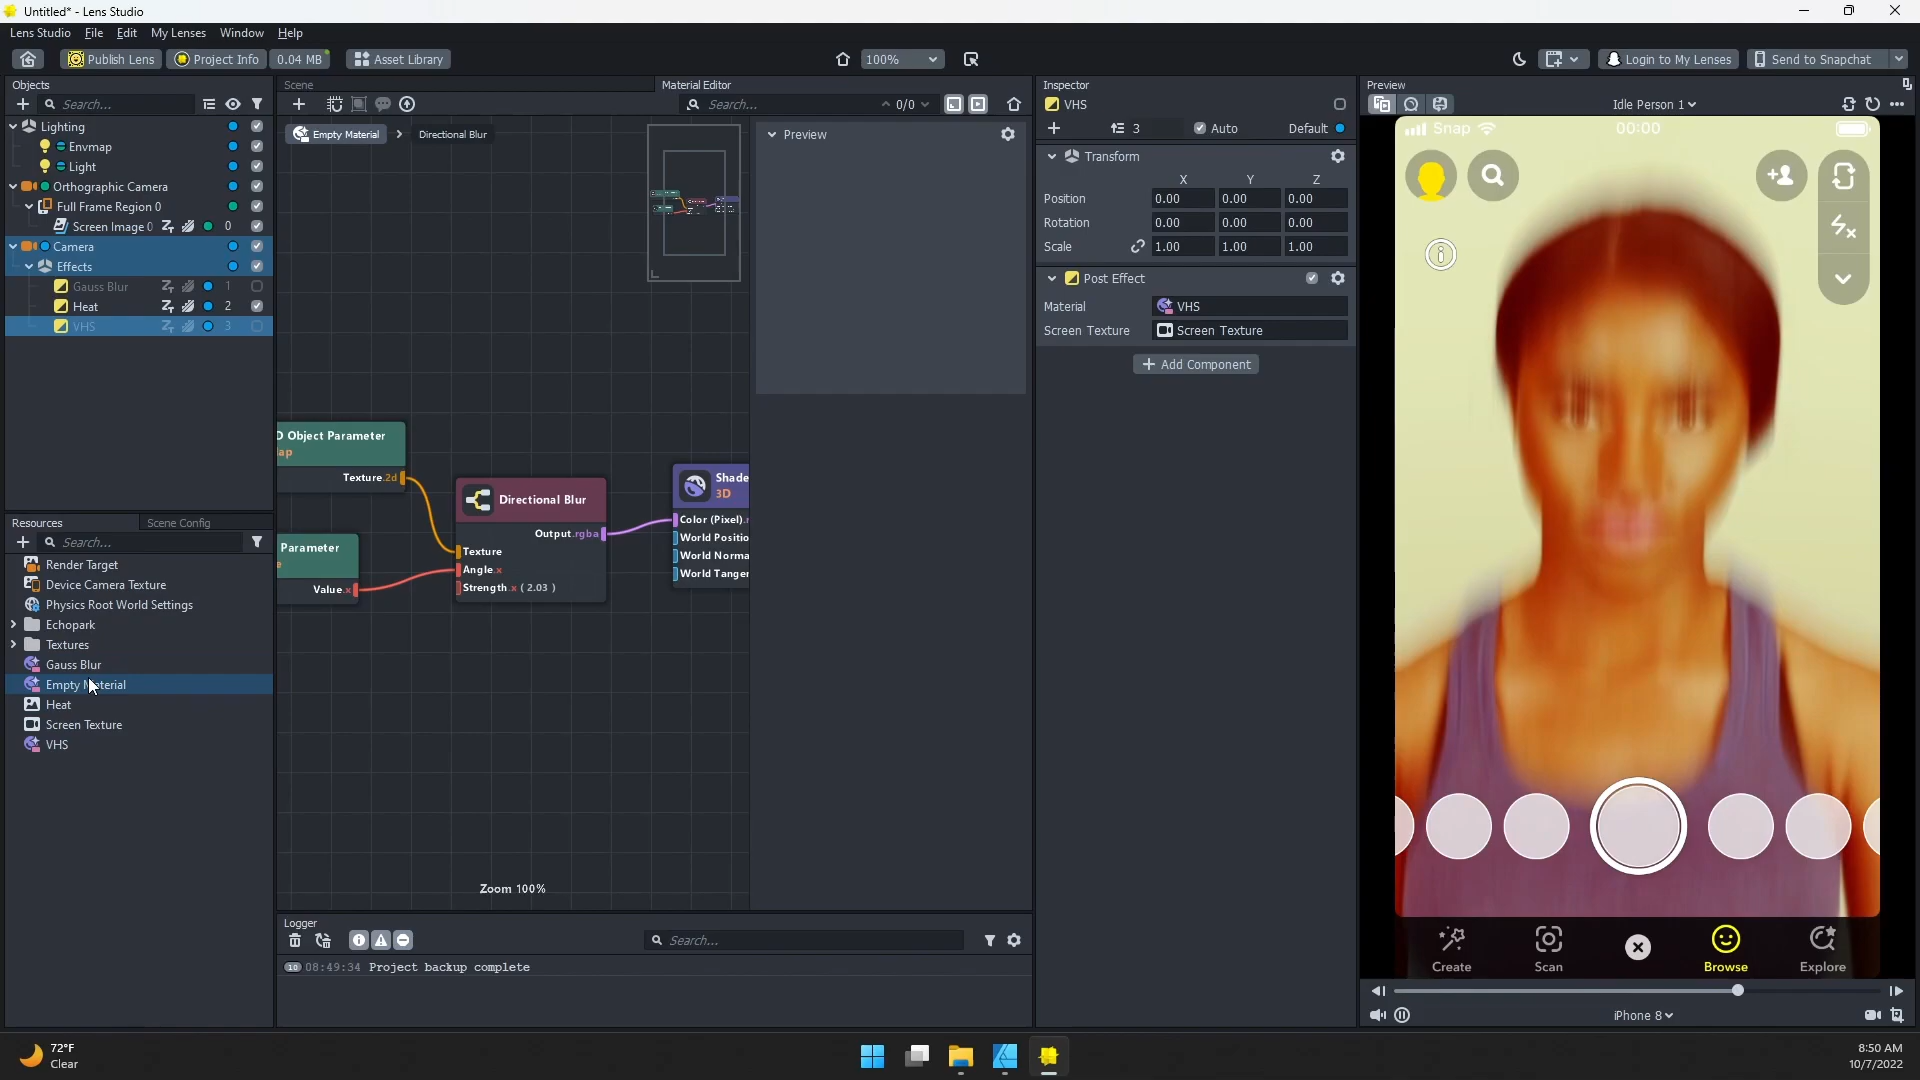 Untitled* - Lens Studio
Lens Studio File Edit My Lenses Window Help
Publish Lens Project Info 0.04 MB Asset Library 100% Login to My Lenses Send to Snapchat
Objects
Search...
Lighting
Envmap
Light
Orthographic Camera
Full Frame Region 0
Screen Image 0 0
Camera
Effects
Gauss Blur 1
Heat 2
VHS 3
Resources Scene Config
Search...
Render Target
Device Camera Texture
Physics Root World Settings
Echopark
Textures
Gauss Blur
Empty Material
Heat
Screen Texture
VHS
Scene Material Editor
Search... 0/0
Empty Material > Directional Blur
Preview
D Object Parameter
ap
Texture.2d
Parameter
e
Value.x
Directional Blur
Output.rgba
Texture
Angle.x
Strength.x ( 2.03 )
Shade
3D
Color (Pixel).r
World Positio
World Norma
World Tanger
Zoom 100%
Logger
Search...
10 08:49:34 Project backup complete
Inspector
VHS
3 Auto Default
Transform
X Y Z
Position 0.00 0.00 0.00
Rotation 0.00 0.00 0.00
Scale 1.00 1.00 1.00
Post Effect
Material VHS
Screen Texture Screen Texture
+ Add Component
Preview
Idle Person 1
Snap 00:00
Create Scan Browse Explore
iPhone 8
72°F
Clear
8:50 AM
10/7/2022